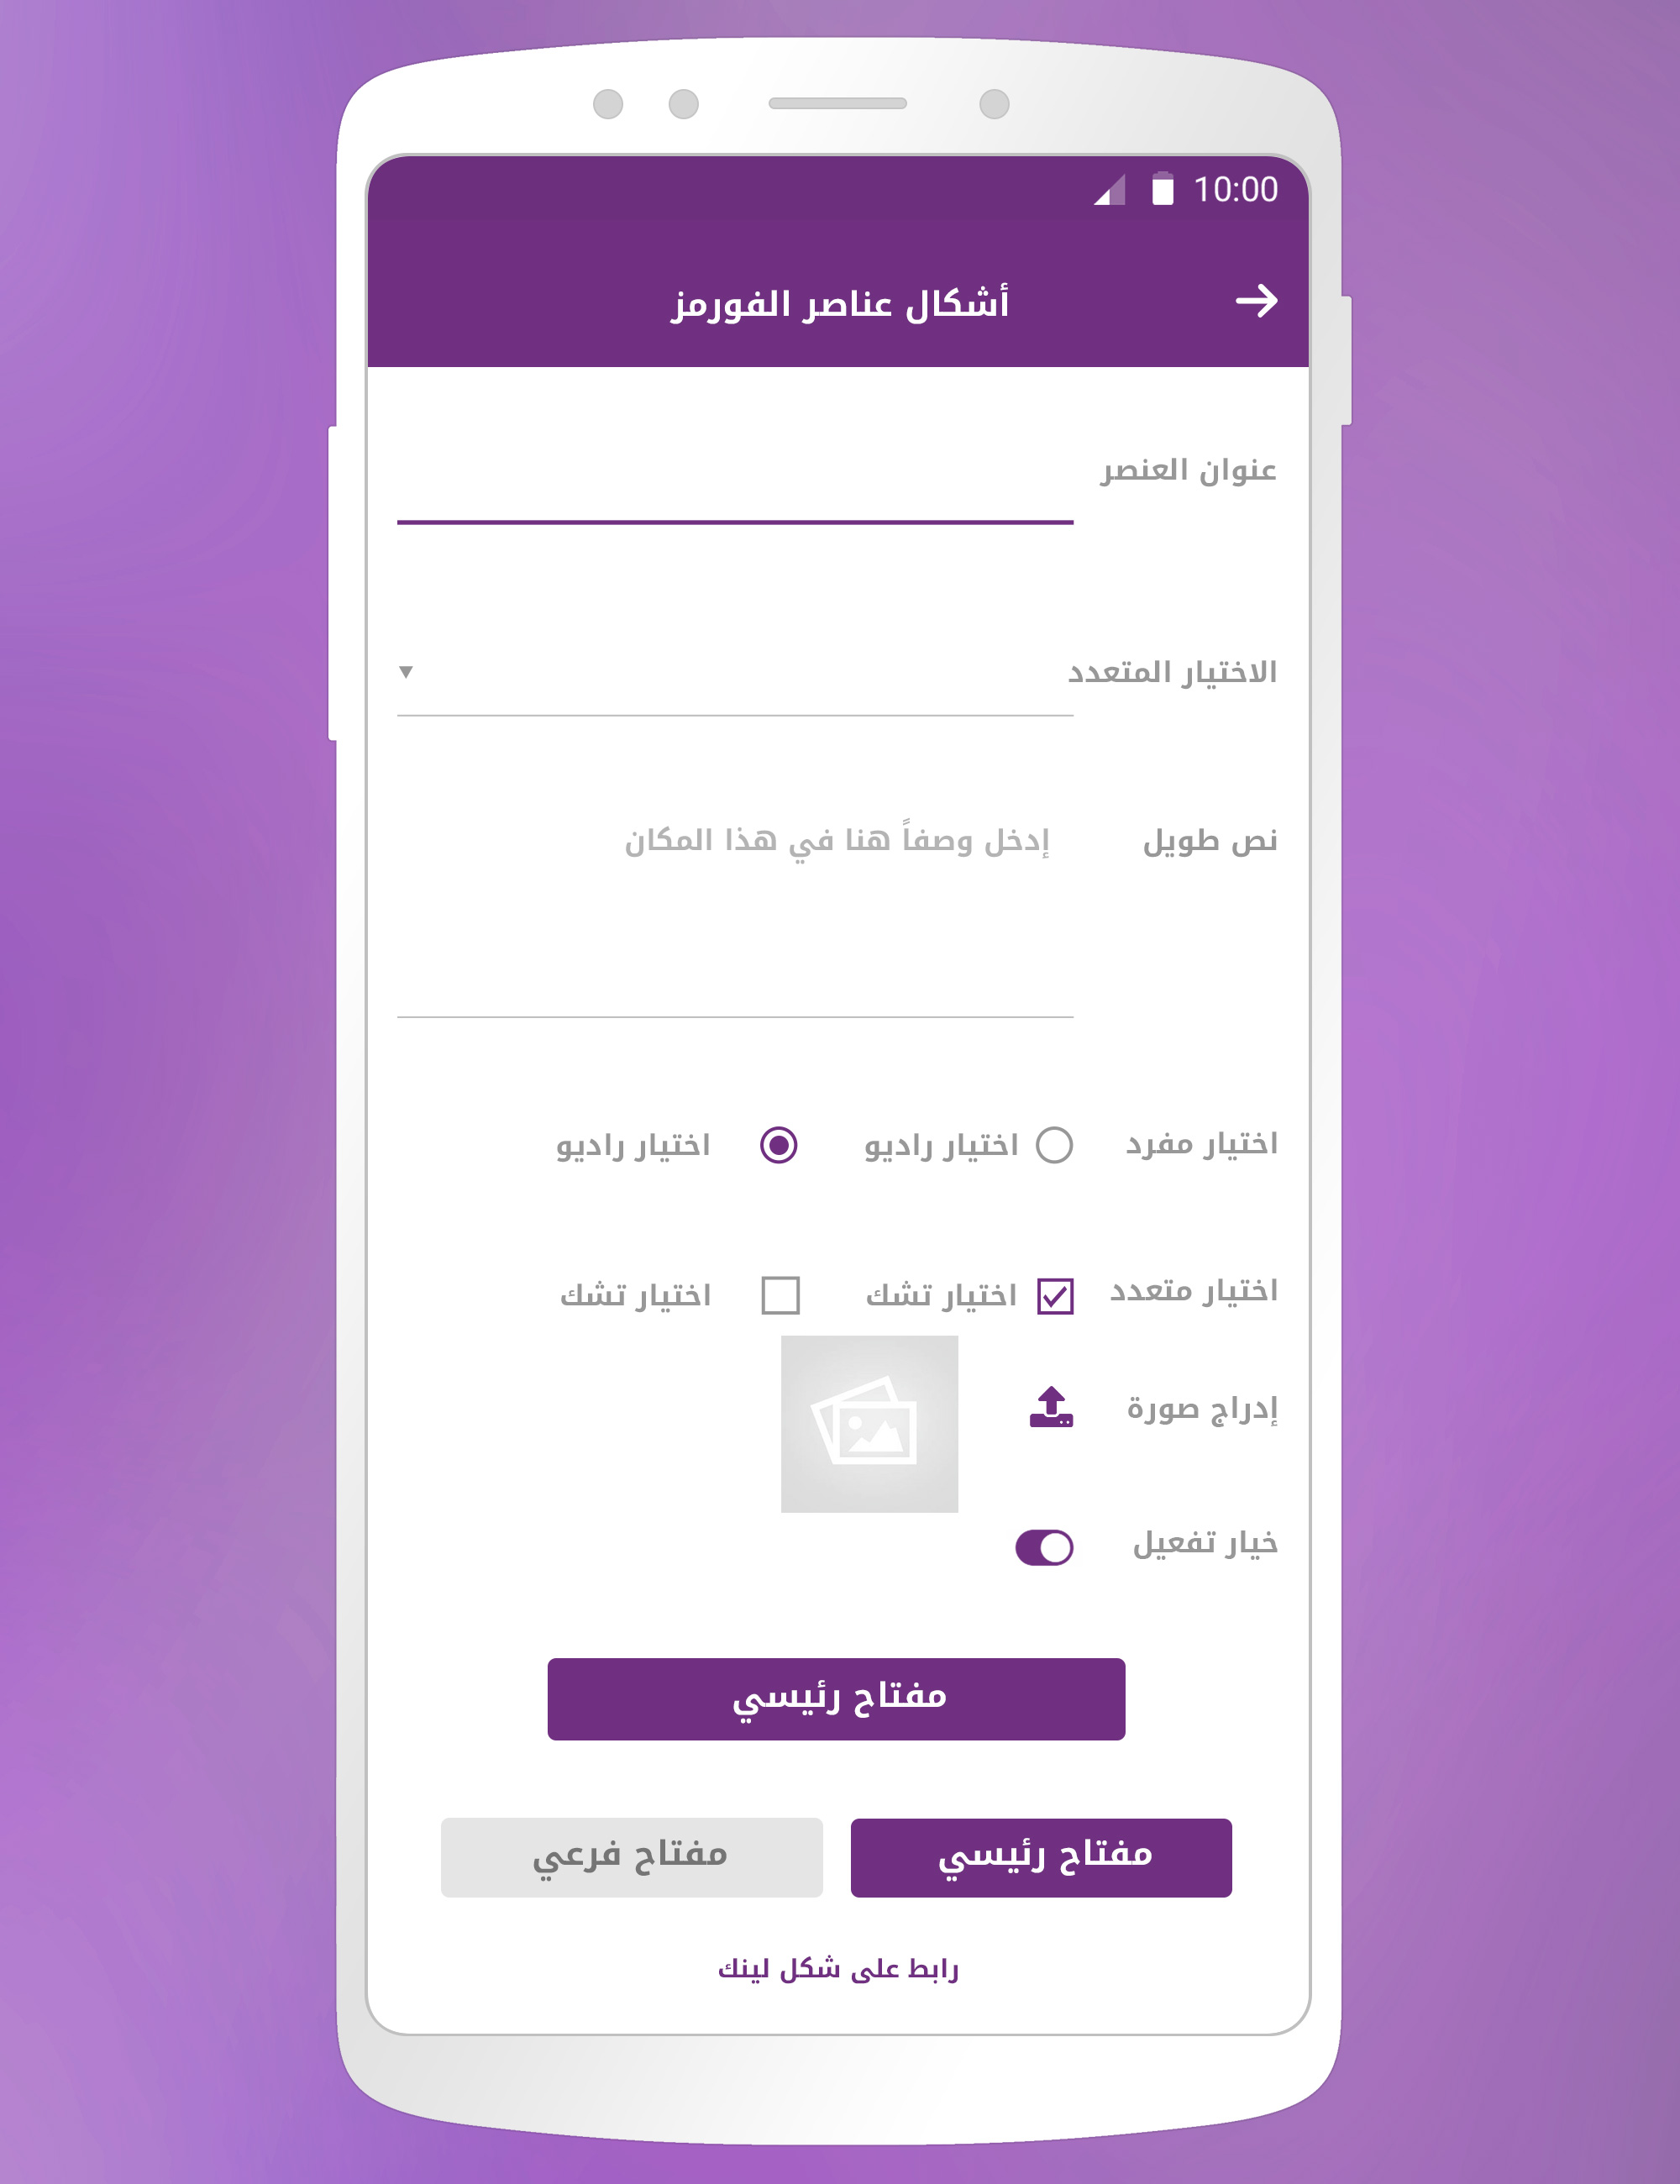 10:00
أشكال عناصر الفورمز
عنوان العنصر
الاختيار المتعدد
نص طويل إدخل وصفاً هنا في هذا المكان
اختيار مفرد اختيار راديو اختيار راديو
اختيار متعدد اختيار تشك اختيار تشك
إدراج صورة
خيار تفعيل
مفتاح رئيسي
مفتاح رئيسي مفتاح فرعي
رابط على شكل لينك